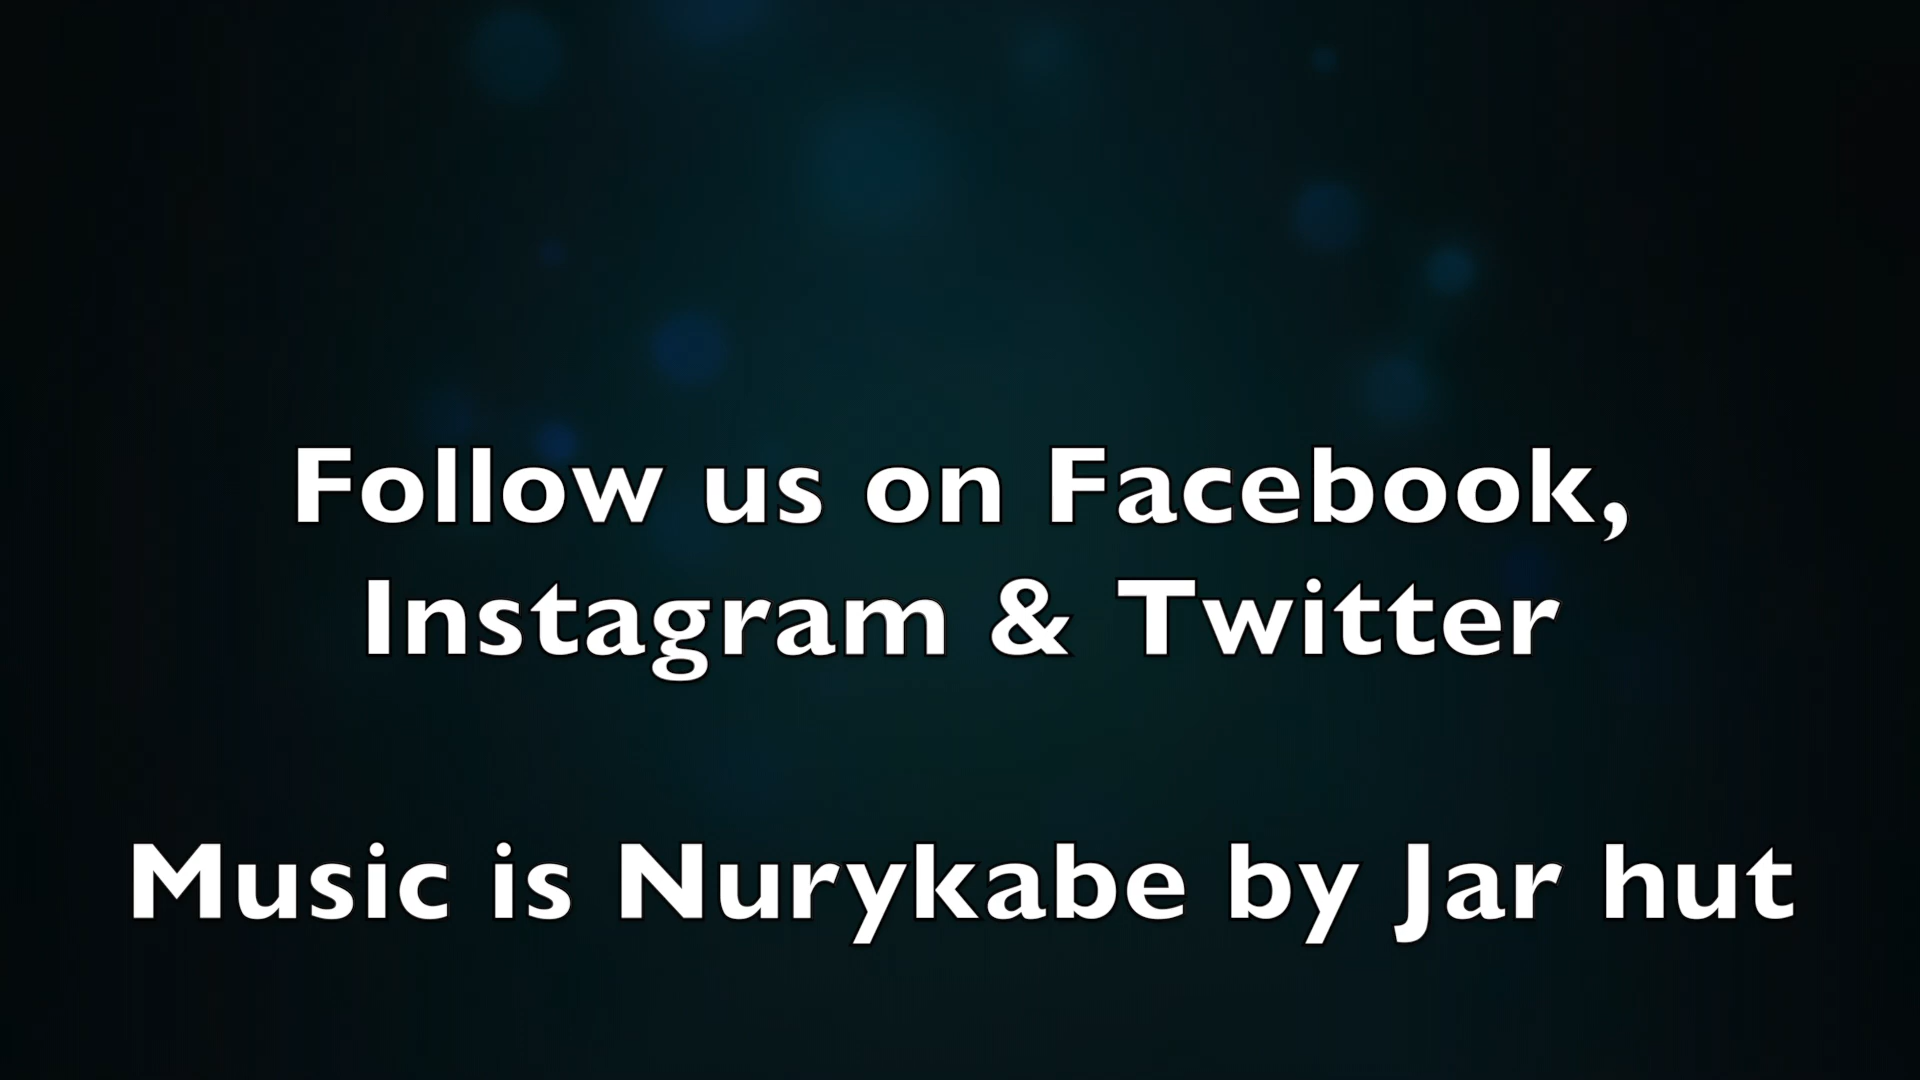 Follow us on Facebook,
Instagram & Twitter
Music is Nurykabe by Jar hut